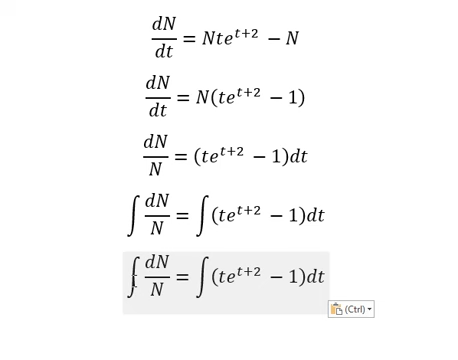 dN/dt = Nte^{t+2} − N
dN/dt = N(te^{t+2} − 1)
dN/N = (te^{t+2} − 1)dt
∫ dN/N = ∫ (te^{t+2} − 1)dt
∫ dN/N = ∫ (te^{t+2} − 1)dt
(Ctrl)